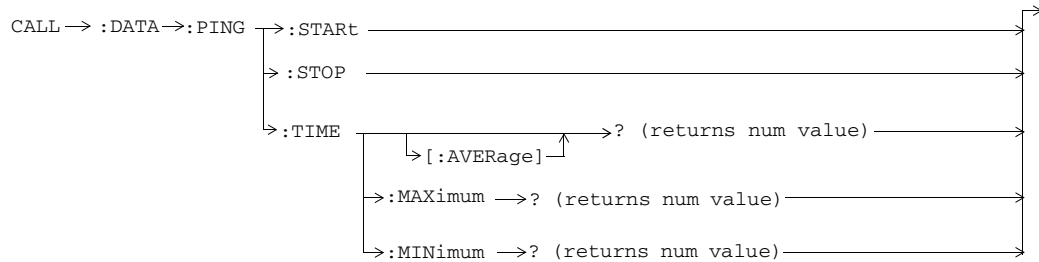 CALL :DATA :PING :STARt
:STOP
:TIME ? (returns num value)
[:AVERage]
:MAXimum ? (returns num value)
:MINimum ? (returns num value)